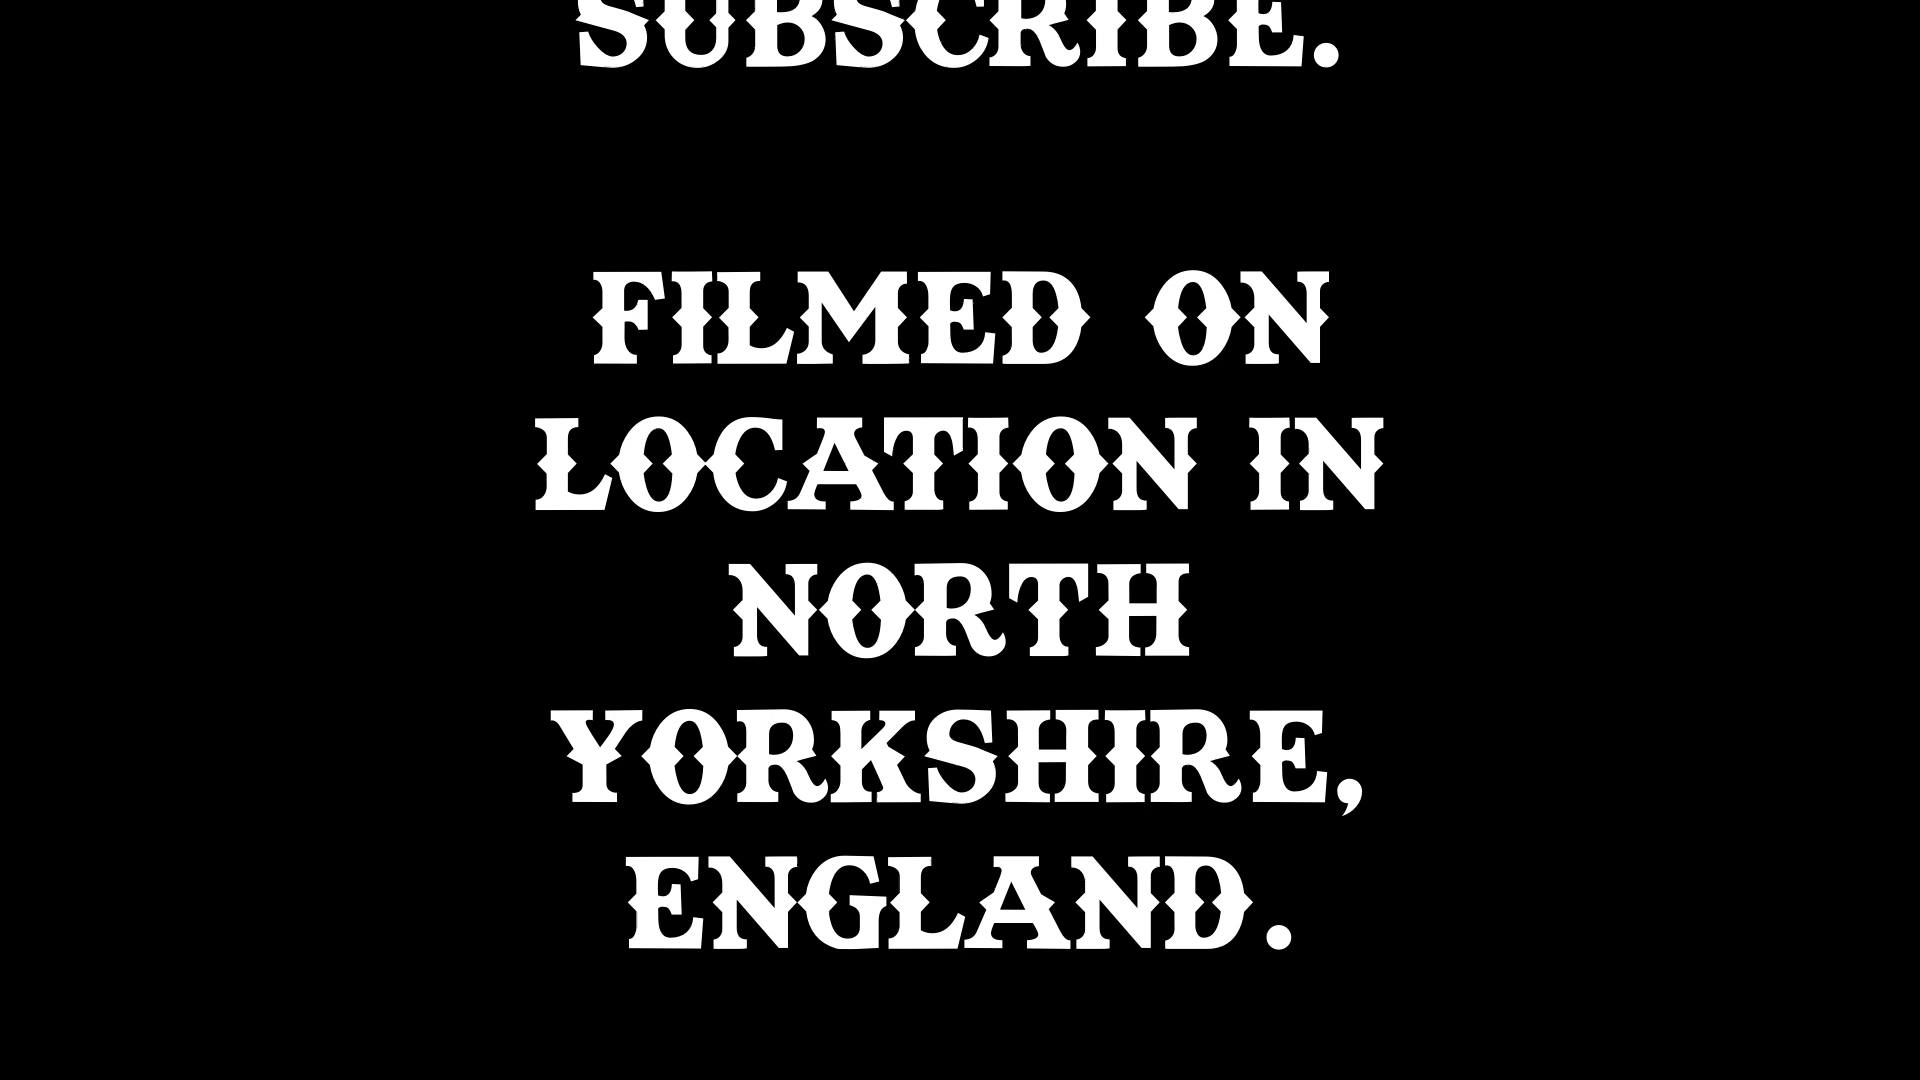 SUBSCRIBE.
FILMED ON
LOCATION IN
NORTH
YORKSHIRE,
ENGLAND.